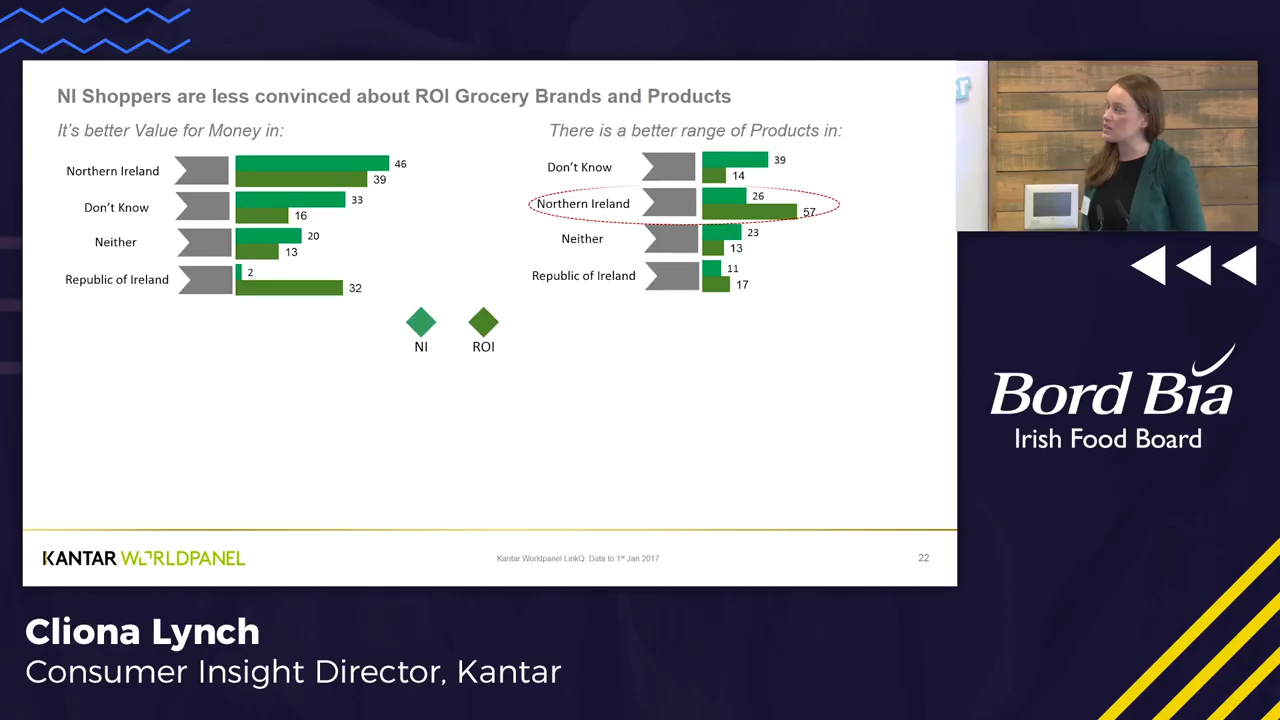 NI Shoppers are less convinced about ROI Grocery Brands and Products
It's better Value for Money in:
Northern Ireland
46
39
Don't Know
33
16
Neither
20
13
Republic of Ireland
2
32
There is a better range of Products in:
Don't Know
39
14
Northern Ireland
26
57
Neither
23
13
Republic of Ireland
11
17
NI
ROI
KANTAR WORLDPANEL
Kantar Worldpanel LinkQ: Data to 1st Jan 2017
22
Bord Bia
Irish Food Board
Cliona Lynch
Consumer Insight Director, Kantar